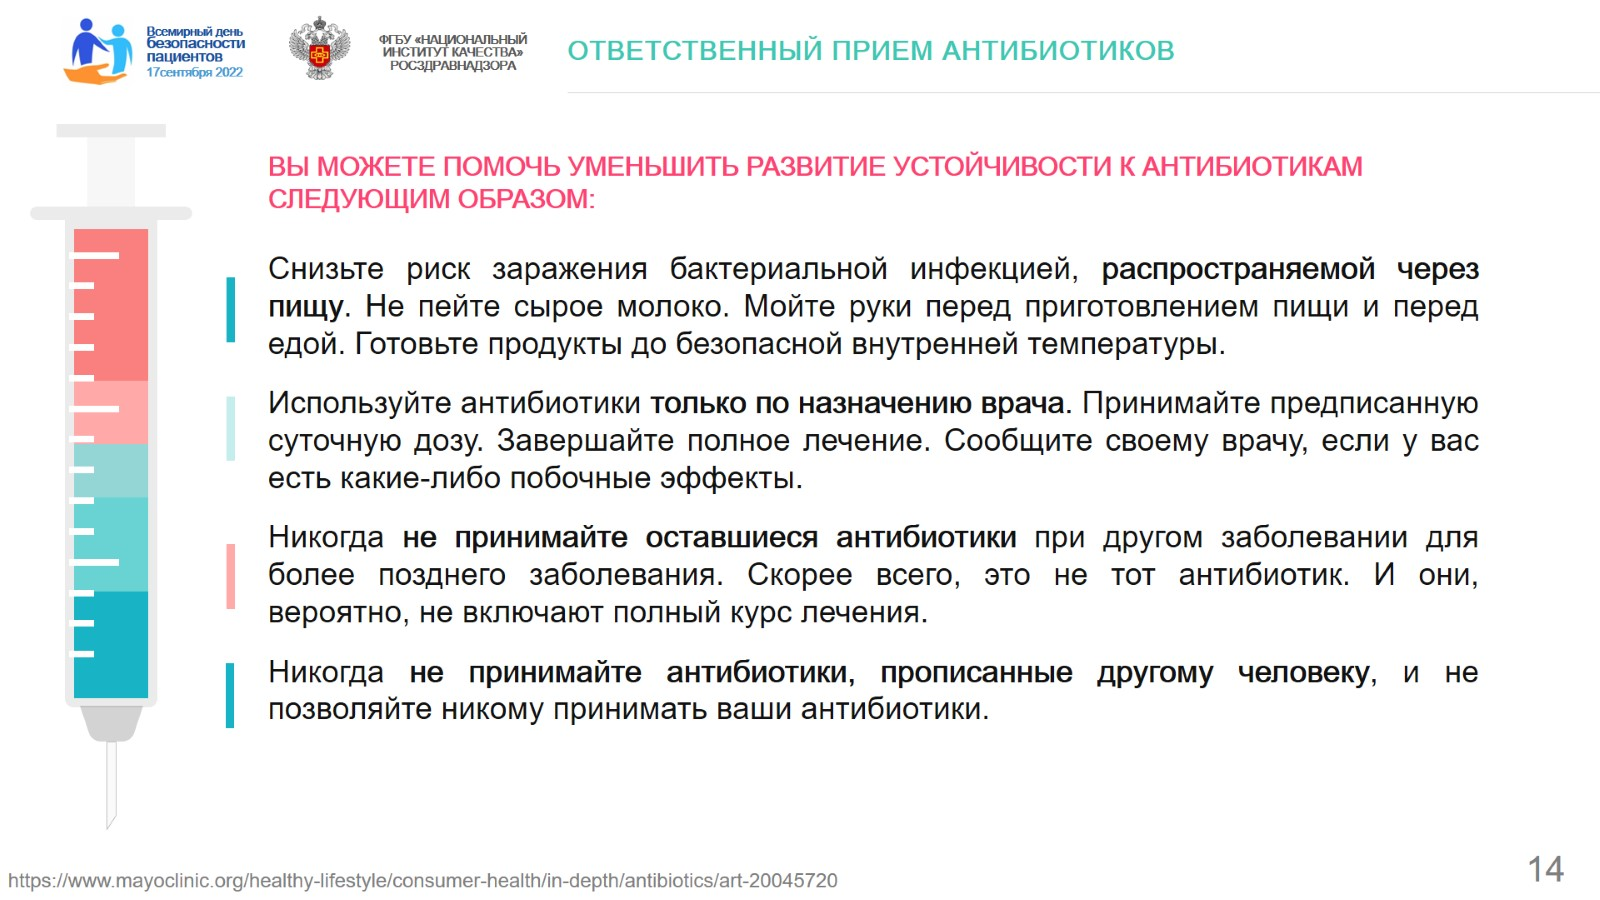 Всемирный день
безопасности
пациентов
17сентября 2022
ФГБУ «НАЦИОНАЛЬНЫЙ
ИНСТИТУТ КАЧЕСТВА»
РОСЗДРАВНАДЗОРА
ОТВЕТСТВЕННЫЙ ПРИЕМ АНТИБИОТИКОВ
ВЫ МОЖЕТЕ ПОМОЧЬ УМЕНЬШИТЬ РАЗВИТИЕ УСТОЙЧИВОСТИ К АНТИБИОТИКАМ
СЛЕДУЮЩИМ ОБРАЗОМ:
Снизьте риск заражения бактериальной инфекцией, распространяемой через
пищу. Не пейте сырое молоко. Мойте руки перед приготовлением пищи и перед
едой. Готовьте продукты до безопасной внутренней температуры.
Используйте антибиотики только по назначению врача. Принимайте предписанную
суточную дозу. Завершайте полное лечение. Сообщите своему врачу, если у вас
есть какие-либо побочные эффекты.
Никогда не принимайте оставшиеся антибиотики при другом заболевании для
более позднего заболевания. Скорее всего, это не тот антибиотик. И они,
вероятно, не включают полный курс лечения.
Никогда не принимайте антибиотики, прописанные другому человеку, и не
позволяйте никому принимать ваши антибиотики.
https://www.mayoclinic.org/healthy-lifestyle/consumer-health/in-depth/antibiotics/art-20045720
14